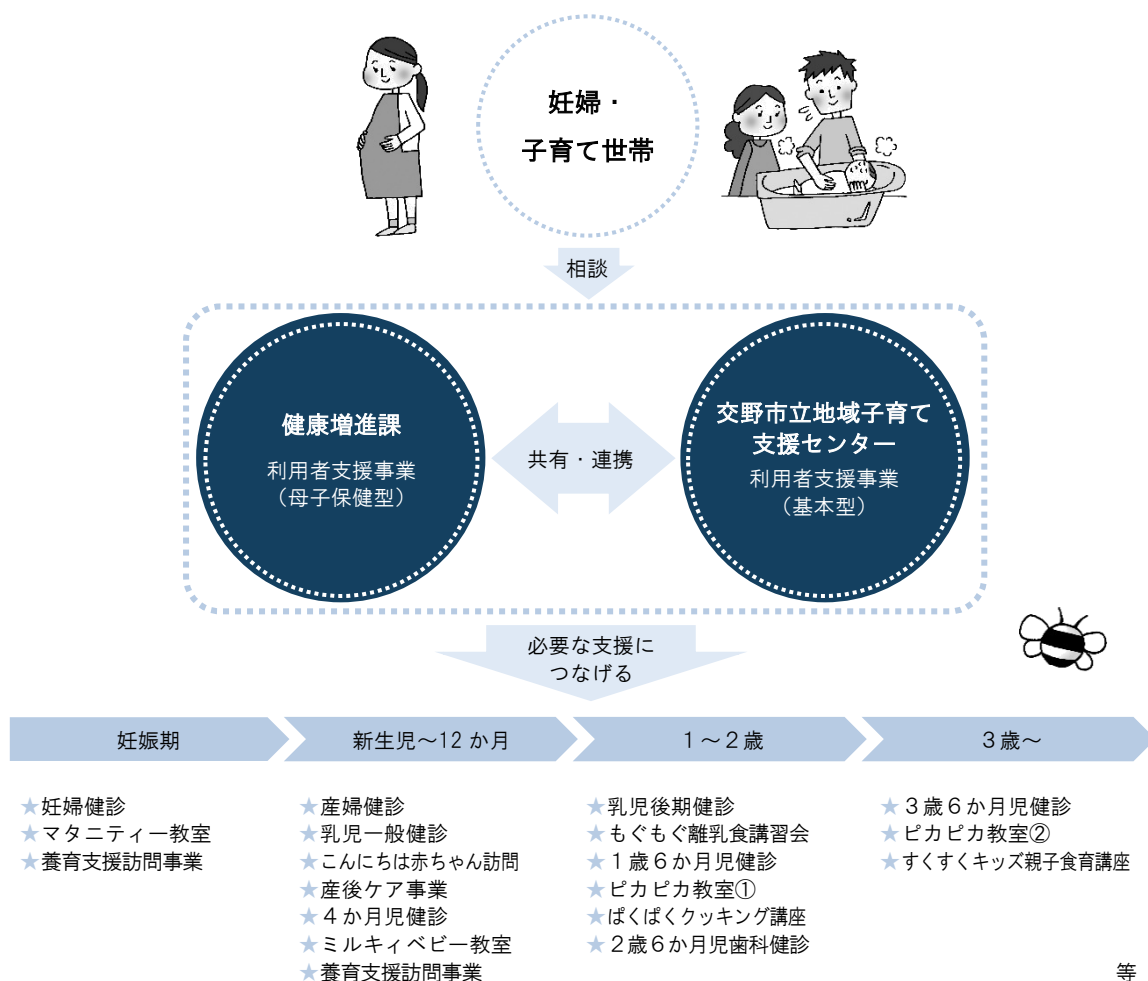 妊婦・
子育て世帯
相談
健康増進課
利用者支援事業
（母子保健型）
共有・連携
交野市立地域子育て
支援センター
利用者支援事業
（基本型）
必要な支援に
つなげる
妊娠期
新生児～12か月
１～２歳
３歳～
★妊婦健診
★マタニティー教室
★養育支援訪問事業
★産婦健診
★乳児一般健診
★こんにちは赤ちゃん訪問
★産後ケア事業
★４か月児健診
★ミルキィベビー教室
★養育支援訪問事業
★乳児後期健診
★もぐもぐ離乳食講習会
★１歳６か月児健診
★ピカピカ教室①
★ぱくぱくクッキング講座
★２歳６か月児歯科健診
★３歳６か月児健診
★ピカピカ教室②
★すくすくキッズ親子食育講座
等